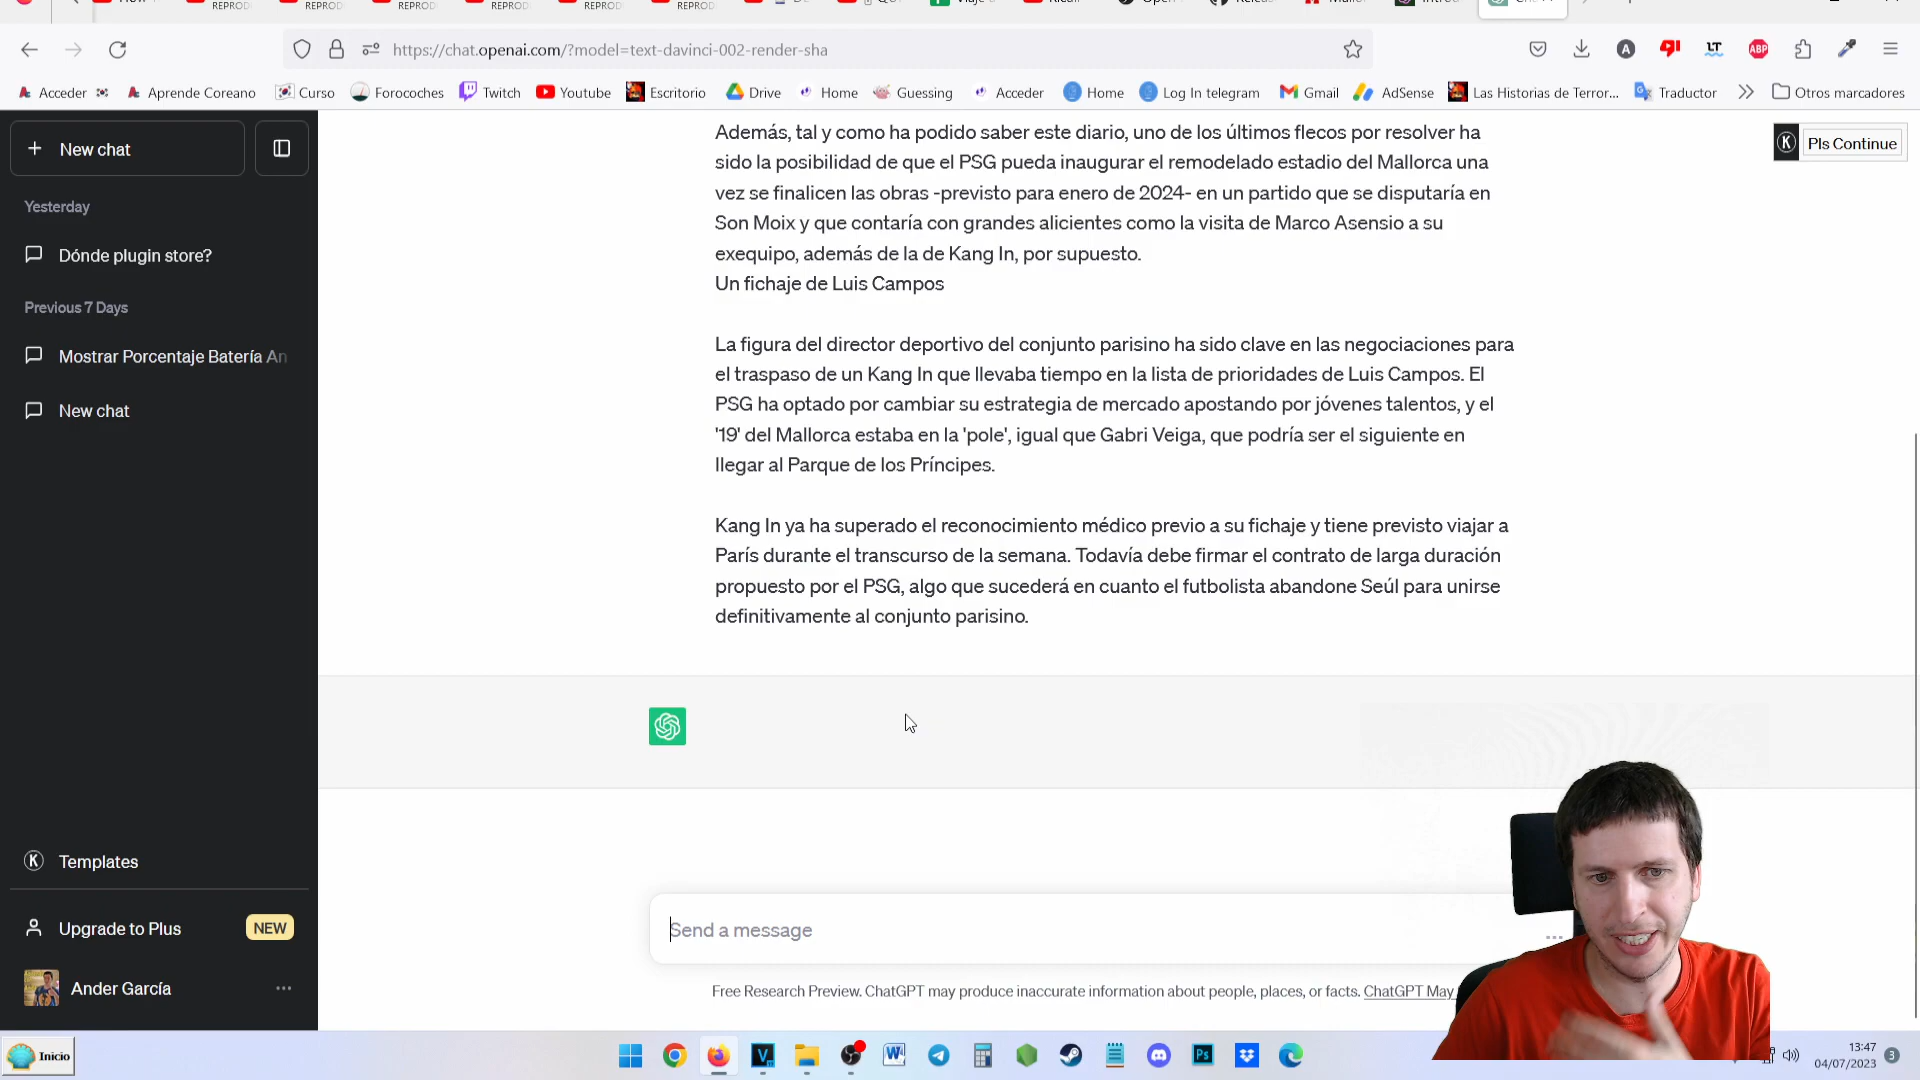 REPROD
REPROD
REPROD
REPROD
REPROD
REPROD
https://chat.openai.com/?model=text-davinci-002-render-sha
A
LT
ABP
Acceder
Aprende Coreano
Curso
Forocoches
Twitch
Youtube
Escritorio
Drive
Home
Guessing
Acceder
Home
Log In telegram
Gmail
AdSense
Las Historias de Terror...
Traductor
Otros marcadores
+ New chat
Yesterday
Dónde plugin store?
Previous 7 Days
Mostrar Porcentaje Batería An
New chat
Templates
Upgrade to Plus
NEW
Ander García
Además, tal y como ha podido saber este diario, uno de los últimos flecos por resolver ha
sido la posibilidad de que el PSG pueda inaugurar el remodelado estadio del Mallorca una
vez se finalicen las obras -previsto para enero de 2024- en un partido que se disputaría en
Son Moix y que contaría con grandes alicientes como la visita de Marco Asensio a su
exequipo, además de la de Kang In, por supuesto.
Un fichaje de Luis Campos
La figura del director deportivo del conjunto parisino ha sido clave en las negociaciones para
el traspaso de un Kang In que llevaba tiempo en la lista de prioridades de Luis Campos. El
PSG ha optado por cambiar su estrategia de mercado apostando por jóvenes talentos, y el
'19' del Mallorca estaba en la 'pole', igual que Gabri Veiga, que podría ser el siguiente en
llegar al Parque de los Príncipes.
Kang In ya ha superado el reconocimiento médico previo a su fichaje y tiene previsto viajar a
París durante el transcurso de la semana. Todavía debe firmar el contrato de larga duración
propuesto por el PSG, algo que sucederá en cuanto el futbolista abandone Seúl para unirse
definitivamente al conjunto parisino.
K Pls Continue
Send a message
Free Research Preview. ChatGPT may produce inaccurate information about people, places, or facts. ChatGPT May
Inicio
13:47
04/07/2023
3